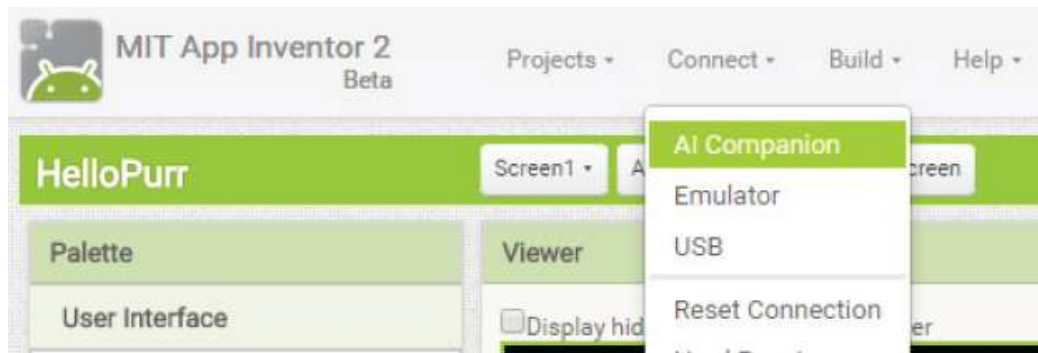 MIT App Inventor 2
Beta
Projects Connect Build Help
HelloPurr
Screen1
AI Companion
Emulator
USB
Reset Connection
Palette
Viewer
User Interface
Display